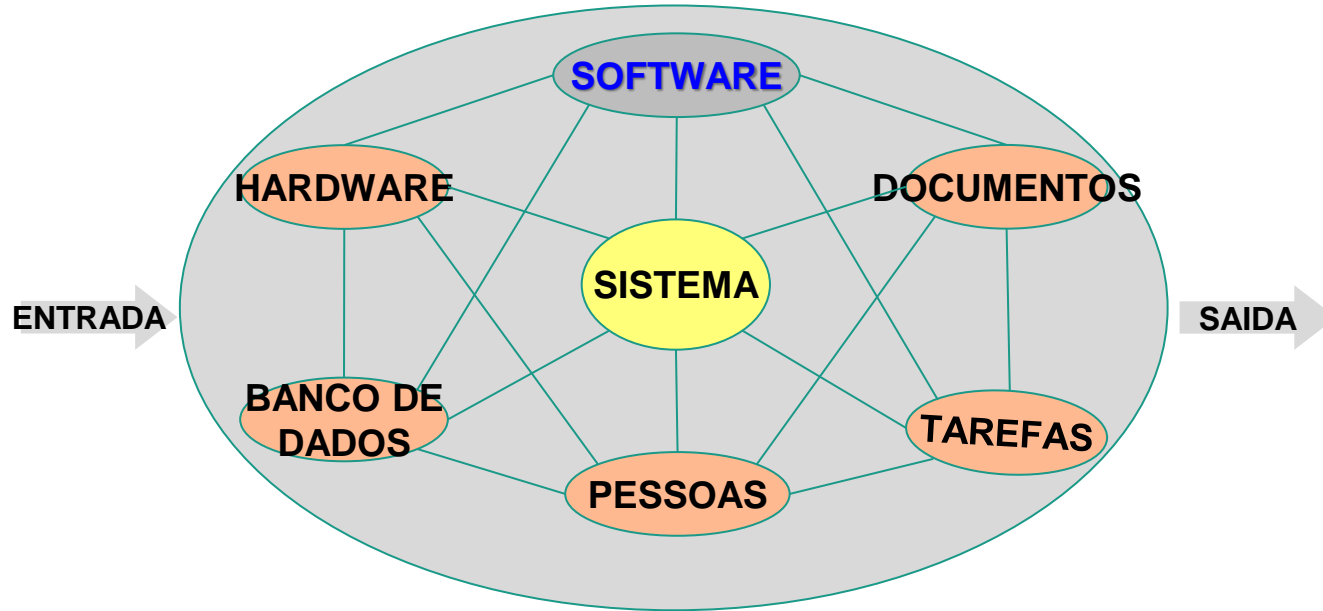 SOFTWARE
HARDWARE
DOCUMENTOS
SISTEMA
ENTRADA
SAIDA
BANCO DE
DADOS
TAREFAS
PESSOAS